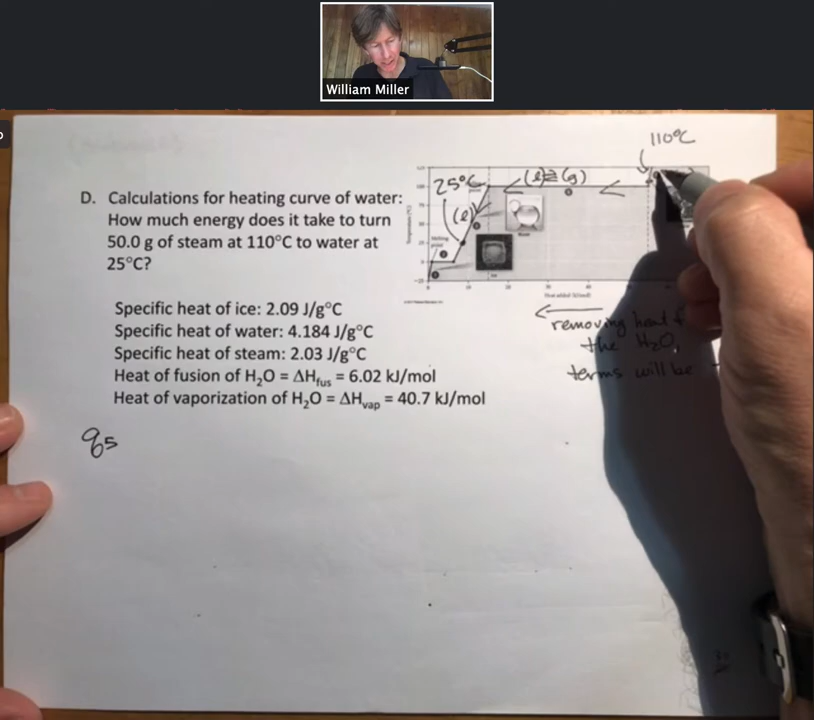 William Miller
110°C
25°C
(l)⇌(g)
(l)
D. Calculations for heating curve of water:
How much energy does it take to turn
50.0 g of steam at 110°C to water at
25°C?
Specific heat of ice: 2.09 J/g°C
Specific heat of water: 4.184 J/g°C
Specific heat of steam: 2.03 J/g°C
Heat of fusion of H₂O = ΔHfus = 6.02 kJ/mol
Heat of vaporization of H₂O = ΔHvap = 40.7 kJ/mol
removing heat
the H₂O,
terms will be
q5